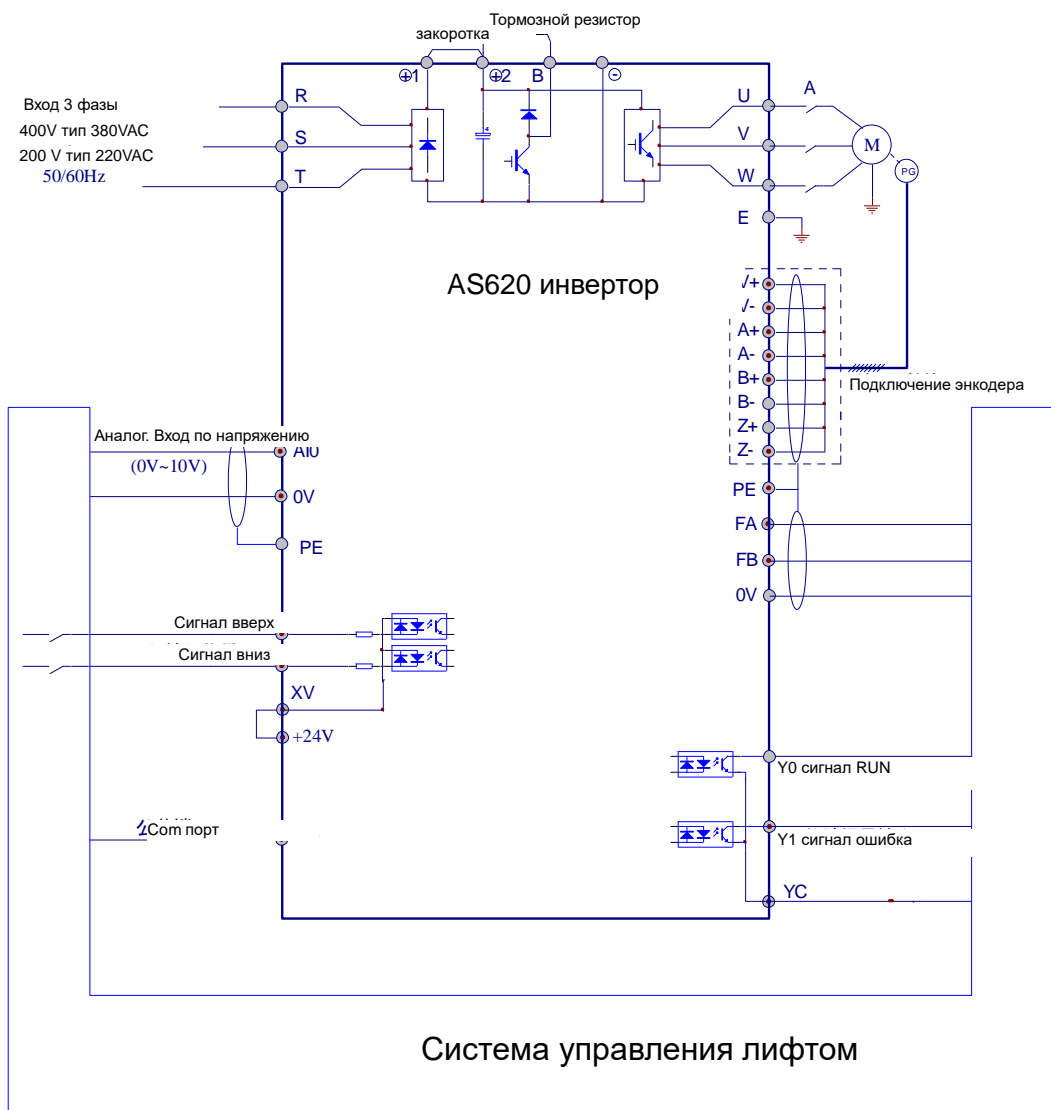 Тормозной резистор
закоротка
⊕1
⊕2
B
⊖
Вход 3 фазы
400V тип 380VAC
200 V тип 220VAC
50/60Hz
R
S
T
U
V
W
E
A
M
PG
AS620 инвертор
V+
V-
A+
A-
B+
B-
Z+
Z-
Подключение энкодера
Аналог. Вход по напряжению
(0V~10V)
AI0
0V
PE
PE
FA
FB
0V
Сигнал вверх
Сигнал вниз
XV
+24V
Com порт
Y0 сигнал RUN
Y1 сигнал ошибка
YC
Система управления лифтом